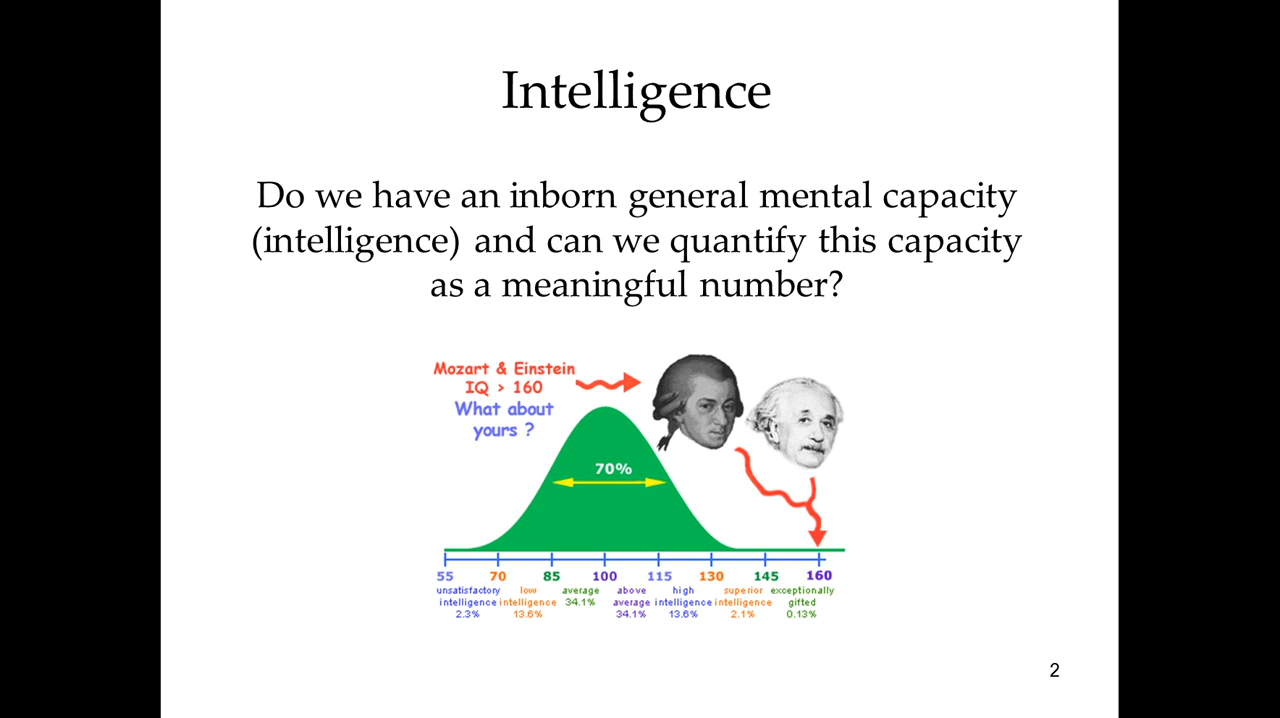 Intelligence
Do we have an inborn general mental capacity
(intelligence) and can we quantify this capacity
as a meaningful number?
Mozart & Einstein
IQ > 160
What about
yours ?
70%
55 70 85 100 115 130 145 160
unsatisfactory low average above high superior exceptionally
intelligence intelligence 34.1% average intelligence intelligence gifted
2.3% 13.6% 34.1% 13.6% 2.1% 0.13%
2